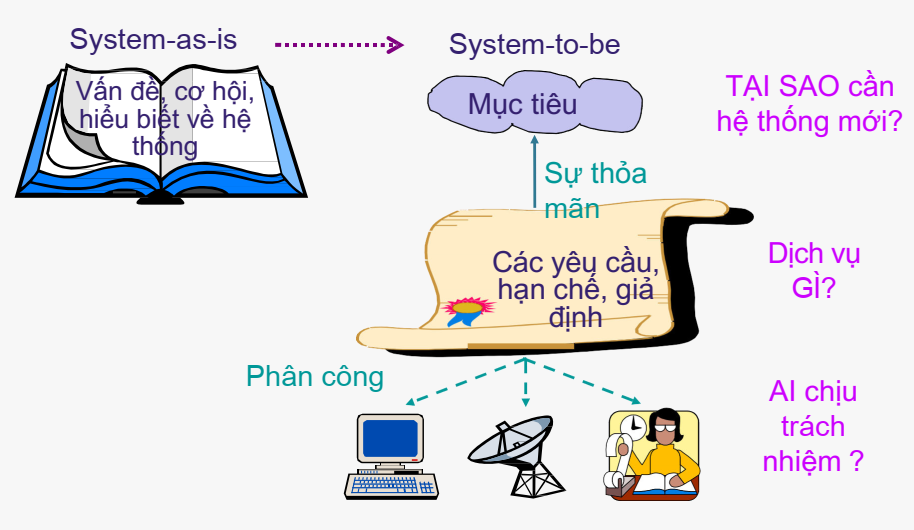 System-as-is
System-to-be
Vấn đề, cơ hội,
hiểu biết về hệ
thống
Mục tiêu
TẠI SAO cần
hệ thống mới?
Sự thỏa
mãn
Các yêu cầu,
hạn chế, giả
định
Dịch vụ
GÌ?
Phân công
AI chịu
trách
nhiệm ?